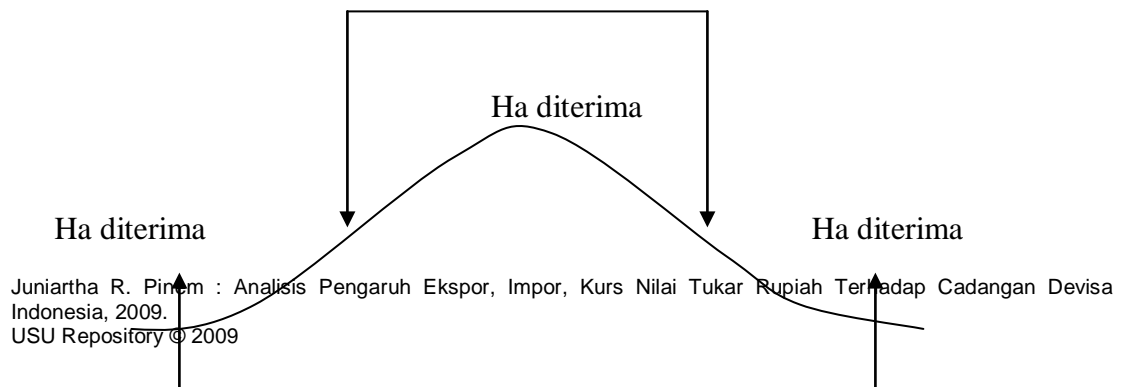 Ha diterima
Ha diterima
Ha diterima
Juniartha R. Pinem : Analisis Pengaruh Ekspor, Impor, Kurs Nilai Tukar Rupiah Terhadap Cadangan Devisa
Indonesia, 2009.
USU Repository © 2009